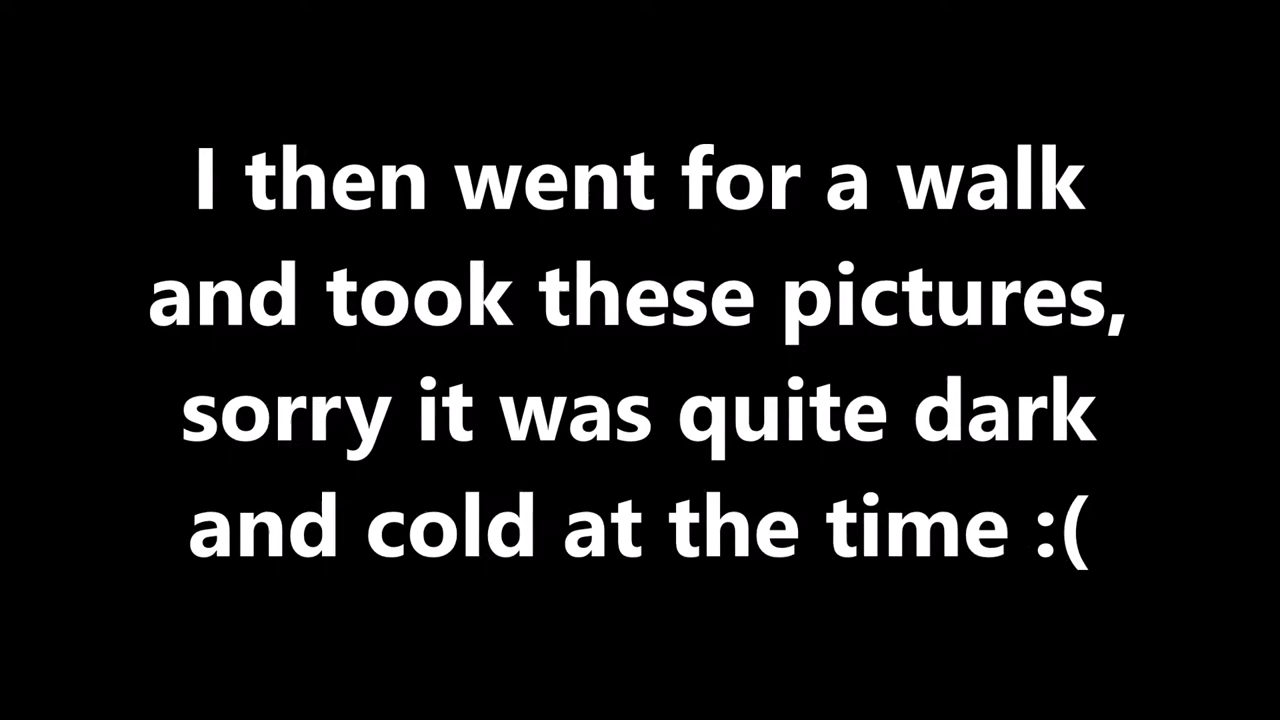 I then went for a walk
and took these pictures,
sorry it was quite dark
and cold at the time :(